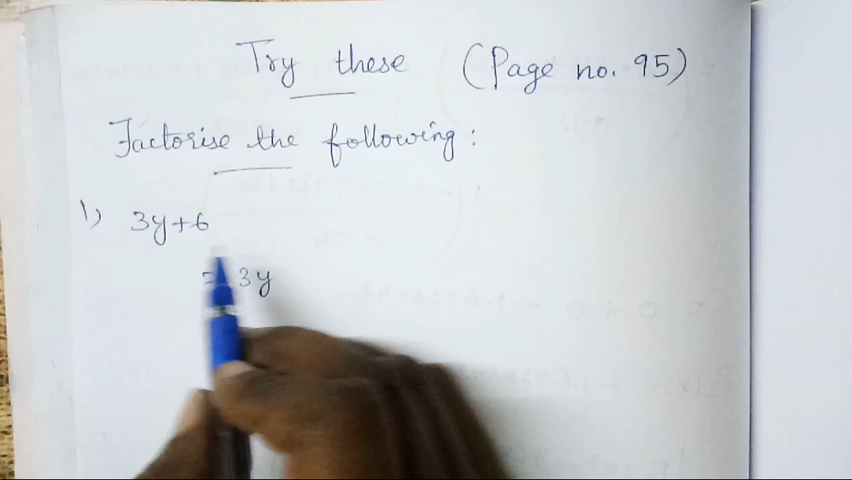 Try these (Page no. 95)
Factorise the following:
1) 3y+6
= 3y